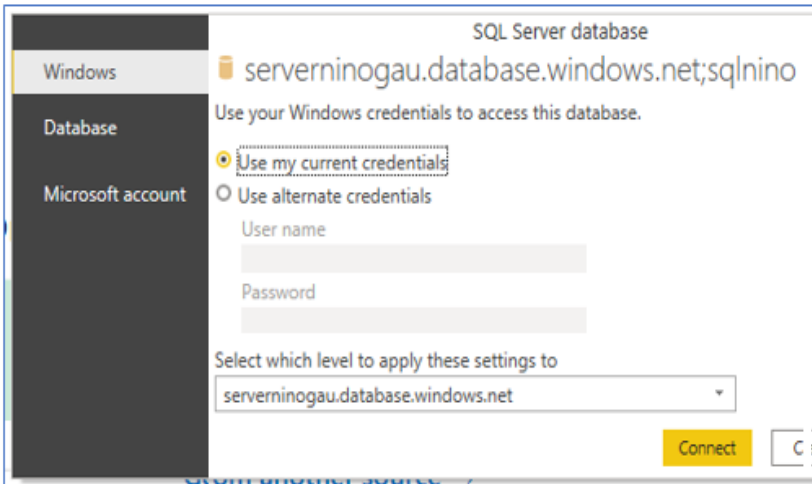 SQL Server database
Windows
serverninogau.database.windows.net;sqlnino
Use your Windows credentials to access this database.
Database
Use my current credentials
Microsoft account
Use alternate credentials
User name
Password
Select which level to apply these settings to
serverninogau.database.windows.net
Connect
another source